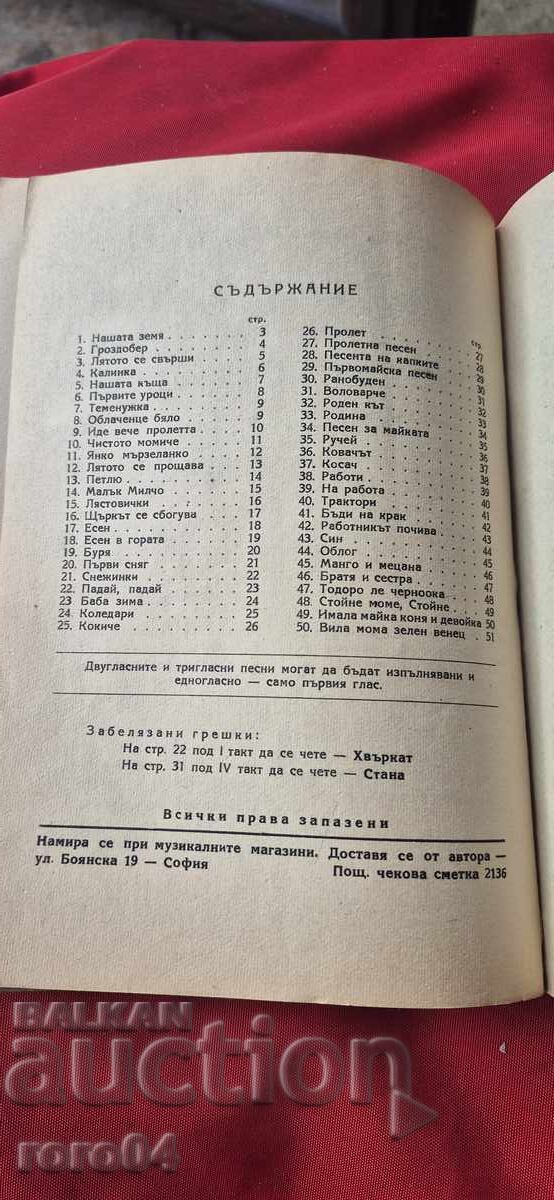 СЪДЪРЖАНИЕ
стр.
1. Нашата земя 3
2. Гроздобер 4
3. Лятото се свърши 5
4. Калинка 6
5. Нашата къща 7
6. Първите уроци 8
7. Теменужка 9
8. Облаченце бяло 9
9. Иде вече пролетта 10
10. Чистото момиче 11
11. Янко мързеланко 12
12. Лятото се прощава 13
13. Петлю 14
14. Малък Милчо 15
15. Лястовички 16
16. Щъркът се сбогува 17
17. Есен 18
18. Есен в гората 19
19. Буря 20
20. Първи сняг 21
21. Снежинки 22
22. Падай, падай 23
23 Баба зима 24
24. Коледари 25
25. Кокиче 26
стр.
26. Пролет
27. Пролетна песен 27
28. Песента на капките 28
29. Първомайска песен 29
30. Ранобуден 30
31. Воловарче 31
32. Роден кът 32
33. Родина 33
34. Песен за майката 34
35. Ручей 35
36. Ковачът 36
37. Косач 37
38. Работи 38
39. На работа 39
40. Трактори 40
41. Бъди на крак 41
42. Работникът почива 42
43. Син 43
44. Облог 44
45. Манго и мецана 45
46. Братя и сестра 46
47. Тодоро ле черноока 47
48. Стойне моме, Стойне 48
49. Имала майка коня и девойка 50
50. Вила мома зелен венец 51
Двугласните и тригласни песни могат да бъдат изпълнявани и
едногласно — само първия глас.
Забелязани грешки:
На стр. 22 под I такт да се чете — Хвъркат
На стр. 31 под IV такт да се чете — Стана
Всички права запазени
Намира се при музикалните магазини. Доставя се от автора —
ул. Боянска 19 — София Пощ. чекова сметка 2136
BALKAN
auction
roro04